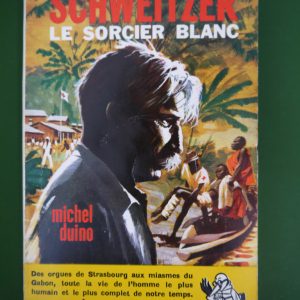 SCHWEITZER
LE SORCIER BLANC
michel
duino
Des orgues de Strasbourg aux miasmes du
Gabon, toute la vie de l'homme le plus
humain et le plus complet de notre temps.